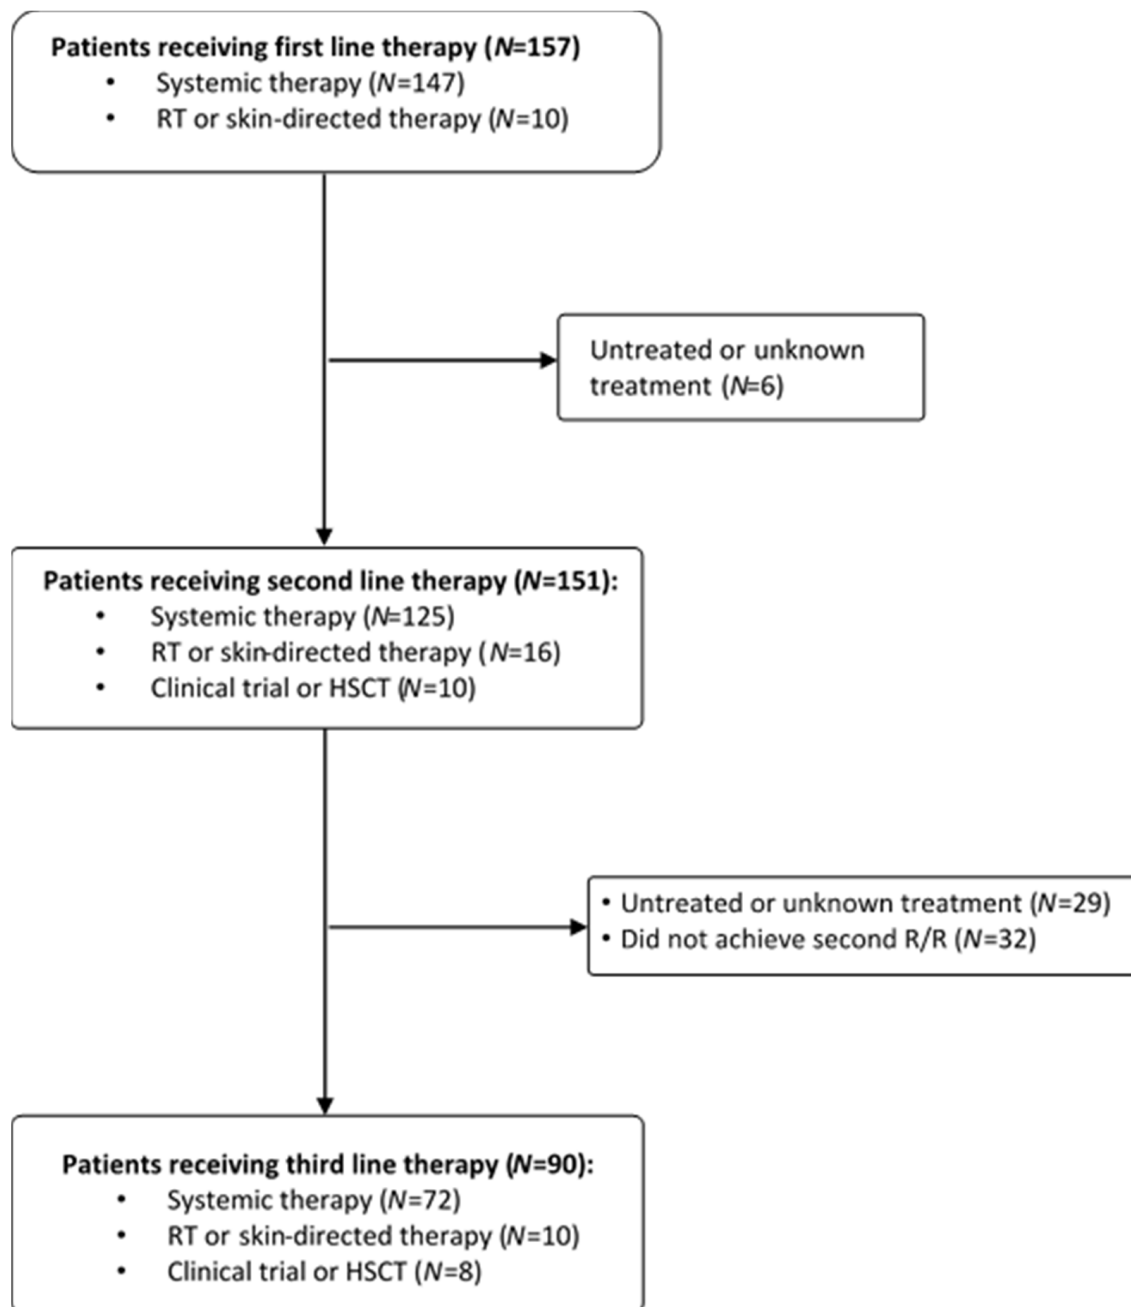 Patients receiving first line therapy (N=157)
• Systemic therapy (N=147)
• RT or skin-directed therapy (N=10)
Untreated or unknown
treatment (N=6)
Patients receiving second line therapy (N=151):
• Systemic therapy (N=125)
• RT or skin-directed therapy (N=16)
• Clinical trial or HSCT (N=10)
• Untreated or unknown treatment (N=29)
• Did not achieve second R/R (N=32)
Patients receiving third line therapy (N=90):
• Systemic therapy (N=72)
• RT or skin-directed therapy (N=10)
• Clinical trial or HSCT (N=8)